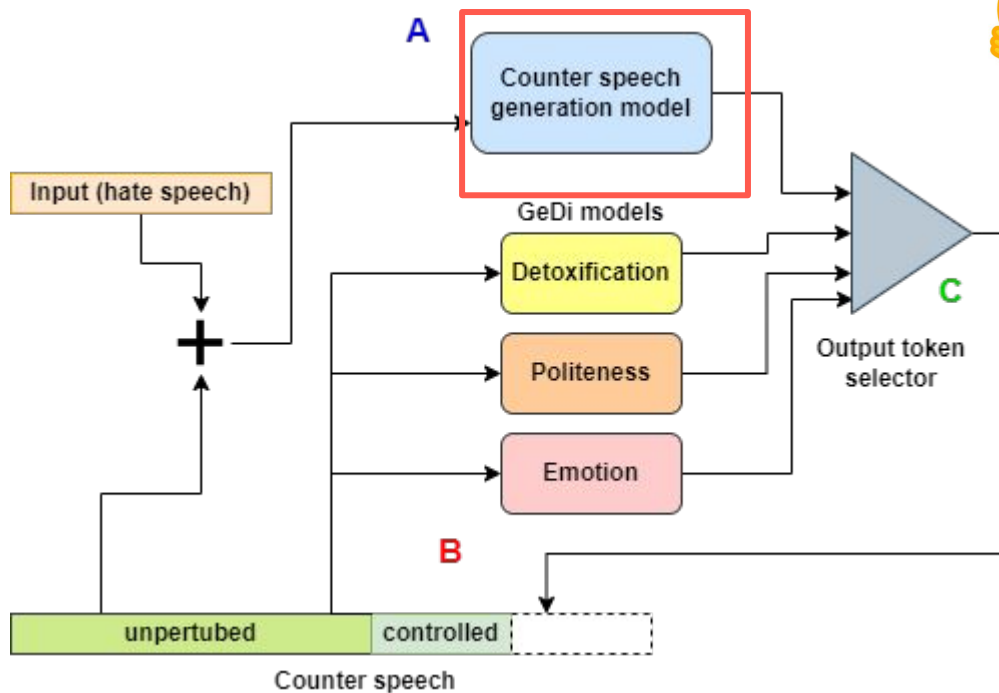 A
Counter speech
generation model
Input (hate speech)
GeDi models
Detoxification
C
Politeness
Output token
selector
Emotion
B
unpertubed
controlled
Counter speech